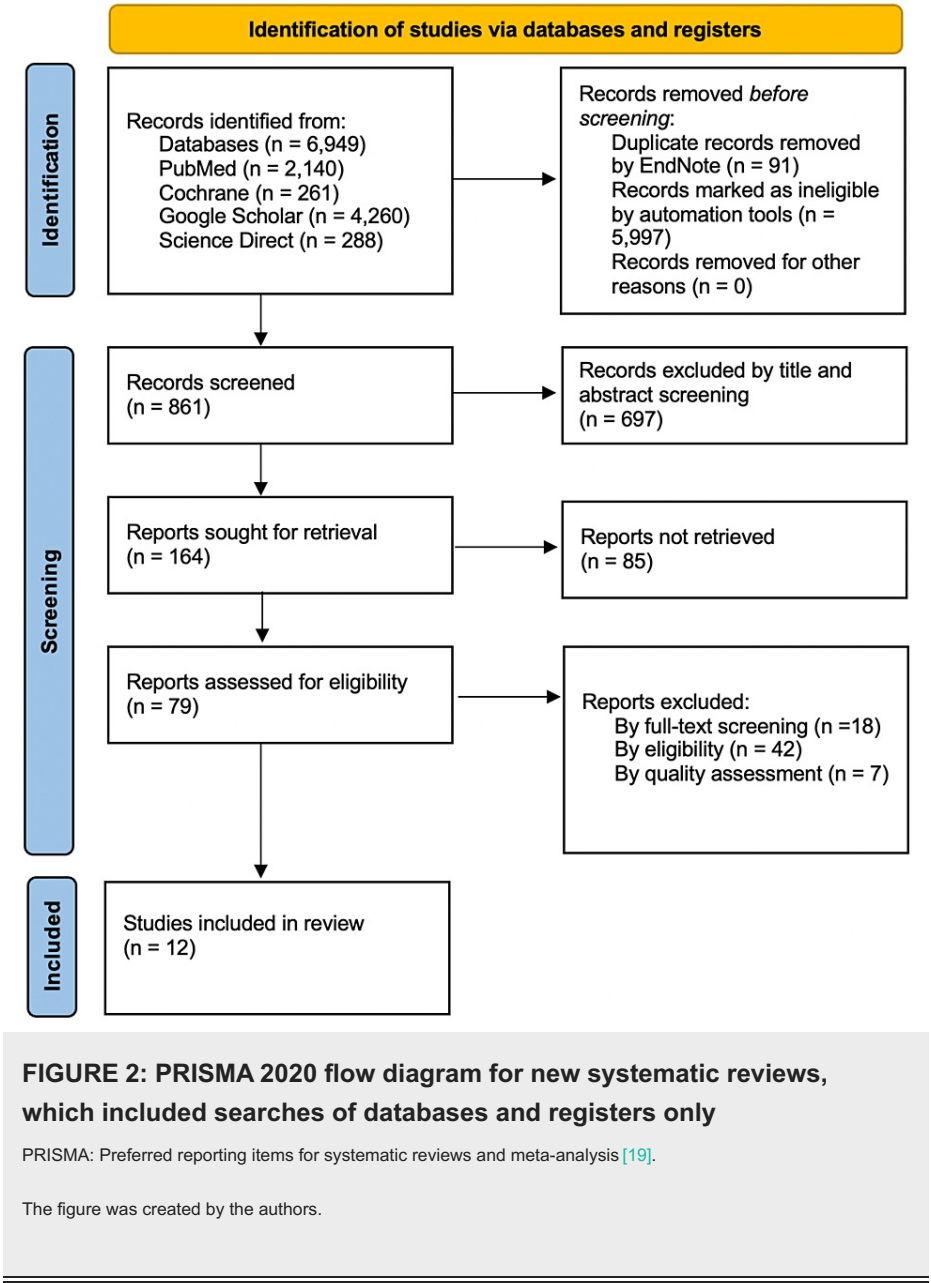 Identification of studies via databases and registers
Identification
Records identified from:
Databases (n = 6,949)
PubMed (n = 2,140)
Cochrane (n = 261)
Google Scholar (n = 4,260)
Science Direct (n = 288)
Records removed before
screening:
Duplicate records removed
by EndNote (n = 91)
Records marked as ineligible
by automation tools (n =
5,997)
Records removed for other
reasons (n = 0)
Screening
Records screened
(n = 861)
Records excluded by title and
abstract screening
(n = 697)
Reports sought for retrieval
(n = 164)
Reports not retrieved
(n = 85)
Reports assessed for eligibility
(n = 79)
Reports excluded:
By full-text screening (n =18)
By eligibility (n = 42)
By quality assessment (n = 7)
Included
Studies included in review
(n = 12)
FIGURE 2: PRISMA 2020 flow diagram for new systematic reviews,
which included searches of databases and registers only
PRISMA: Preferred reporting items for systematic reviews and meta-analysis [19].
The figure was created by the authors.